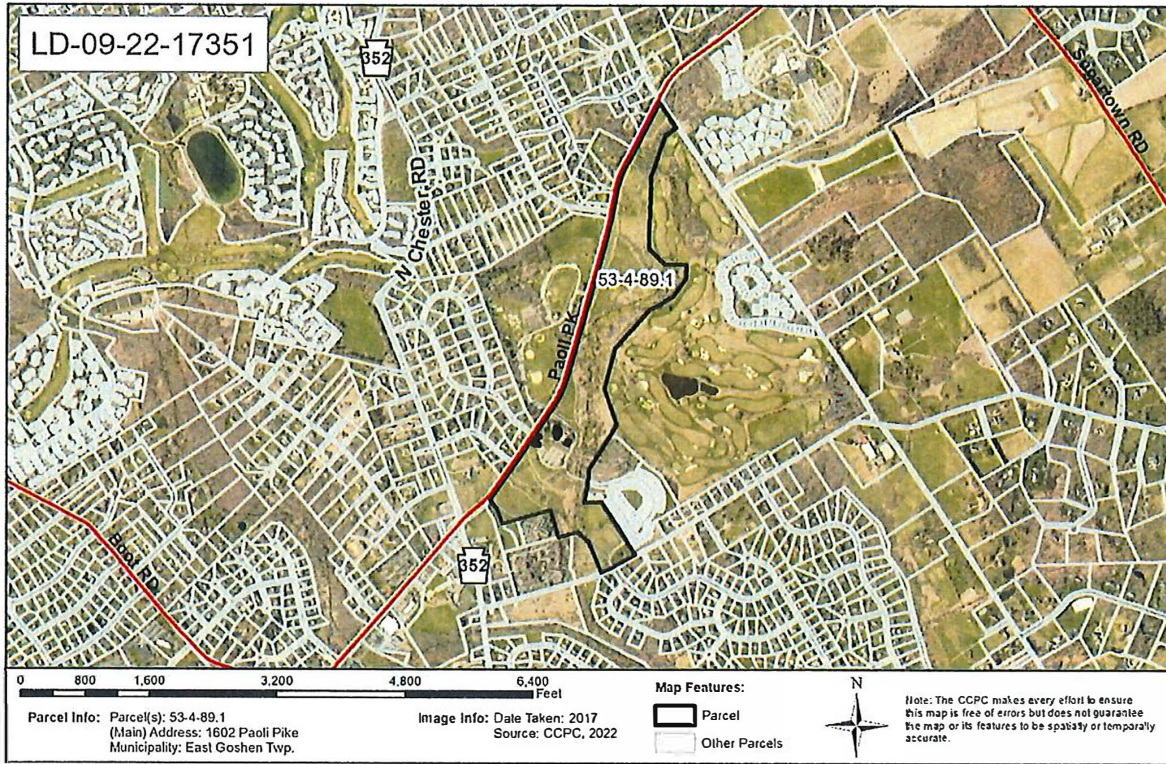 LD-09-22-17351
352
N Chester RD
Sugartown RD
53-4-89.1
Paoli PK
Boot RD
352
0 800 1,600 3,200 4,800 6,400
Feet
Parcel Info: Parcel(s): 53-4-89.1
(Main) Address: 1602 Paoli Pike
Municipality: East Goshen Twp.
Image Info: Date Taken: 2017
Source: CCPC, 2022
Map Features:
Parcel
Other Parcels
N
Note: The CCPC makes every effort to ensure
this map is free of errors but does not guarantee
the map or its features to be spatially or temporally
accurate.